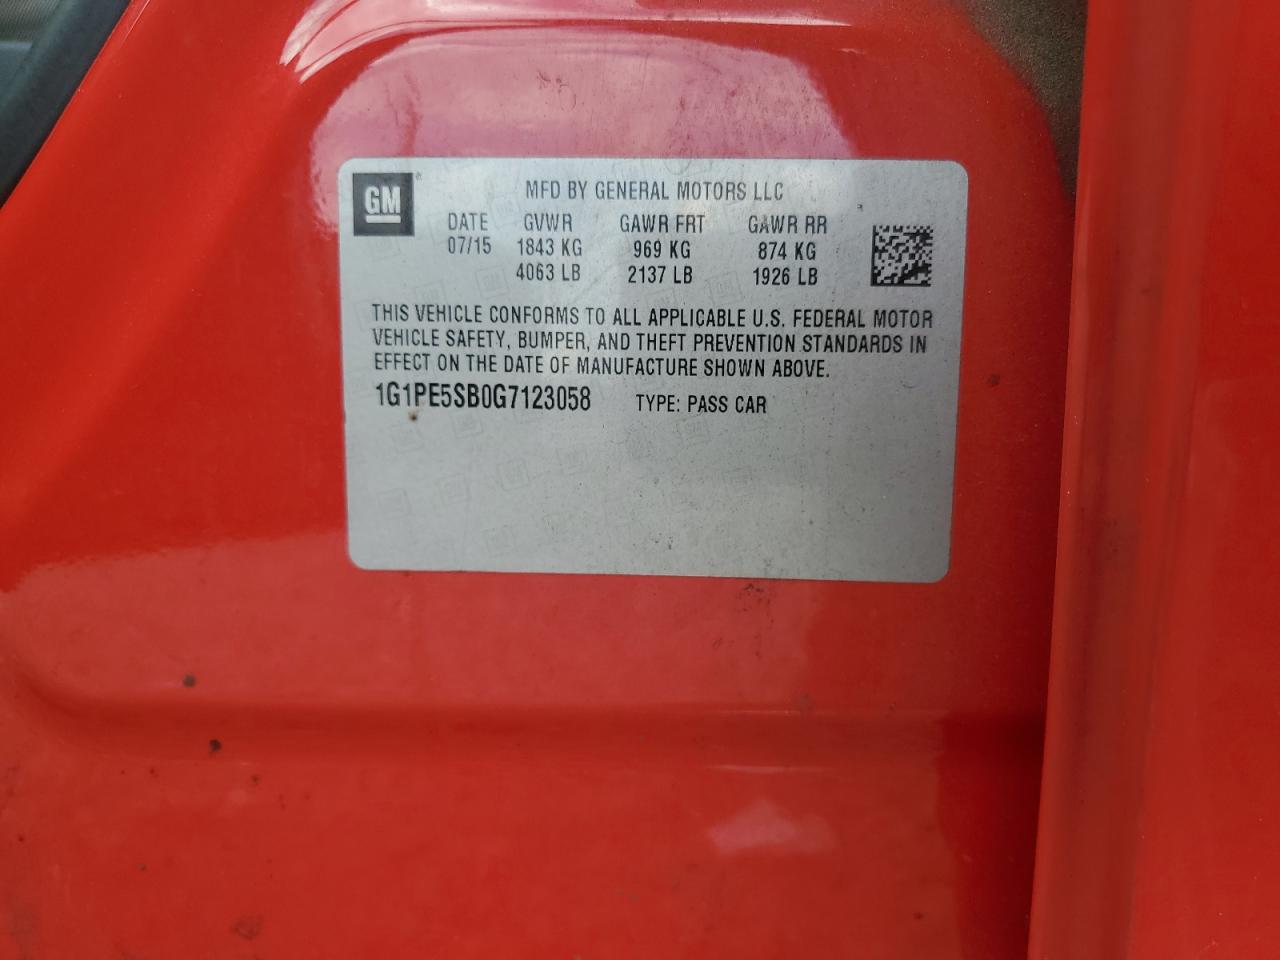 GM
MFD BY GENERAL MOTORS LLC
DATE GVWR GAWR FRT GAWR RR
07/15 1843 KG 969 KG 874 KG
4063 LB 2137 LB 1926 LB
THIS VEHICLE CONFORMS TO ALL APPLICABLE U.S. FEDERAL MOTOR
VEHICLE SAFETY, BUMPER, AND THEFT PREVENTION STANDARDS IN
EFFECT ON THE DATE OF MANUFACTURE SHOWN ABOVE.
1G1PE5SB0G7123058 TYPE: PASS CAR